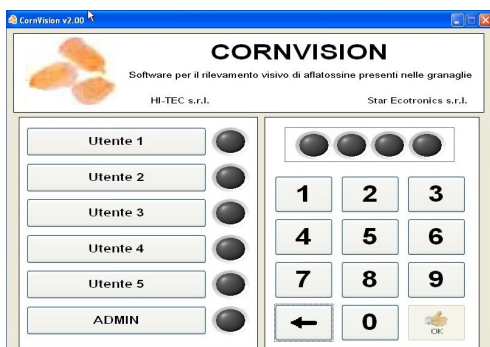 CornVision v2.00
CORNVISION
Software per il rilevamento visivo di aflatossine presenti nelle granaglie
HI-TEC s.r.l. Star Ecotronics s.r.l.
Utente 1
Utente 2
Utente 3
Utente 4
Utente 5
ADMIN
1 2 3
4 5 6
7 8 9
0 OK